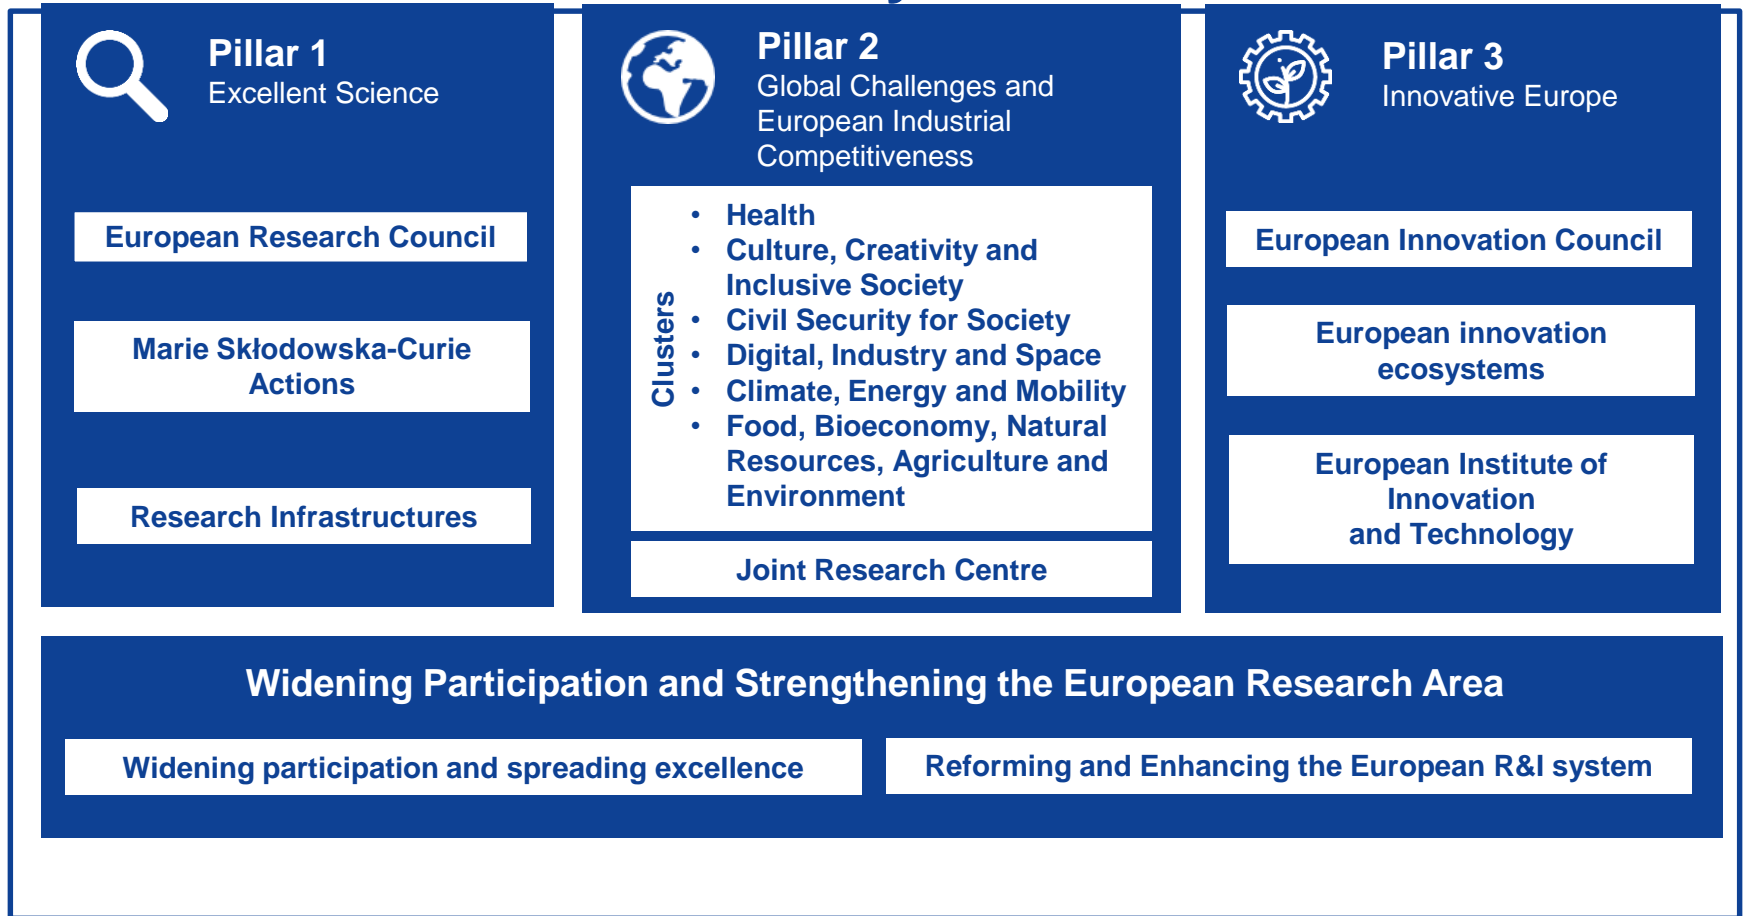 Pillar 1
Excellent Science
European Research Council
Marie Skłodowska-Curie
Actions
Research Infrastructures
Pillar 2
Global Challenges and
European Industrial
Competitiveness
Clusters
• Health
• Culture, Creativity and
Inclusive Society
• Civil Security for Society
• Digital, Industry and Space
• Climate, Energy and Mobility
• Food, Bioeconomy, Natural
Resources, Agriculture and
Environment
Joint Research Centre
Pillar 3
Innovative Europe
European Innovation Council
European innovation
ecosystems
European Institute of
Innovation
and Technology
Widening Participation and Strengthening the European Research Area
Widening participation and spreading excellence
Reforming and Enhancing the European R&I system